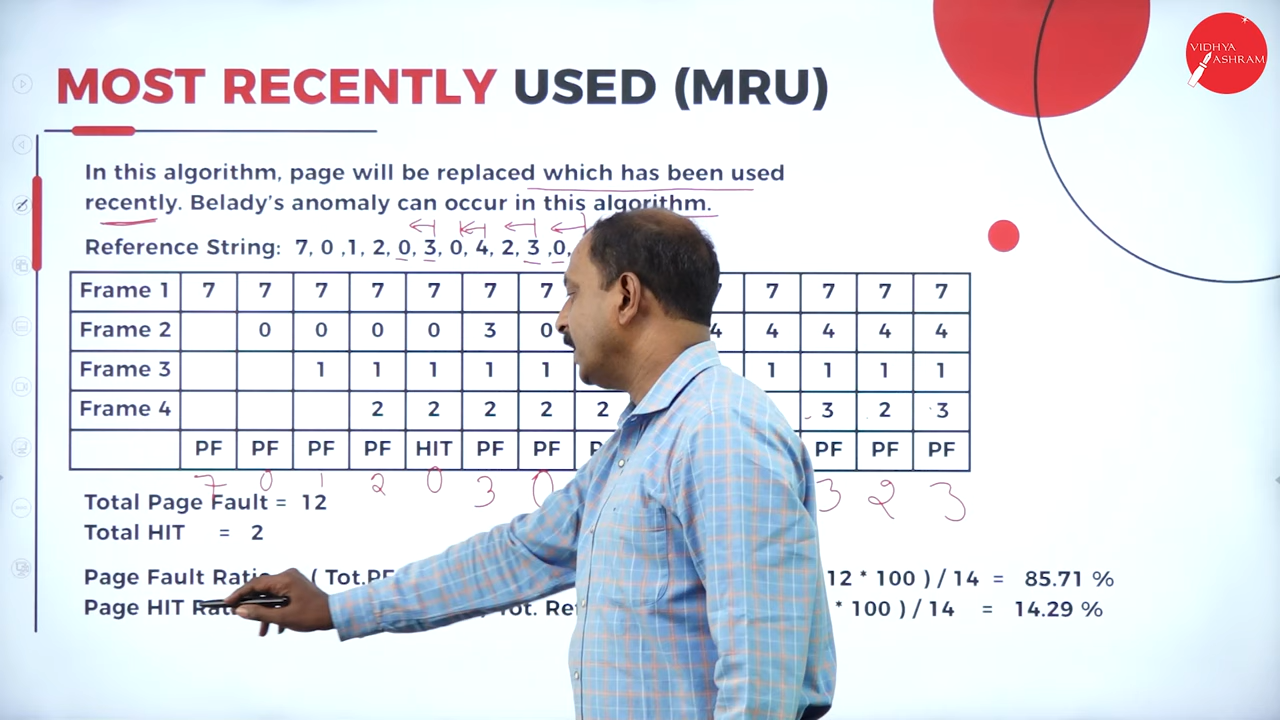 VIDHYA
ASHRAM
MOST RECENTLY USED (MRU)
In this algorithm, page will be replaced which has been used
recently. Belady's anomaly can occur in this algorithm.
Reference String: 7, 0 ,1, 2, 0, 3, 0, 4, 2, 3 ,0,
Frame 1 7 7 7 7 7 7 7 7 7 7 7
Frame 2 0 0 0 0 3 0 4 4 4 4 4
Frame 3 1 1 1 1 1 1 1 1 1
Frame 4 2 2 2 2 2 3 2 3
PF PF PF PF HIT PF PF PF PF PF
7 0 1 2 0 3 0 3 2 3
Total Page Fault = 12
Total HIT = 2
Page Fault ( Tot.PF 12 * 100 ) / 14 = 85.71 %
Page HIT * 100 ) / 14 = 14.29 %